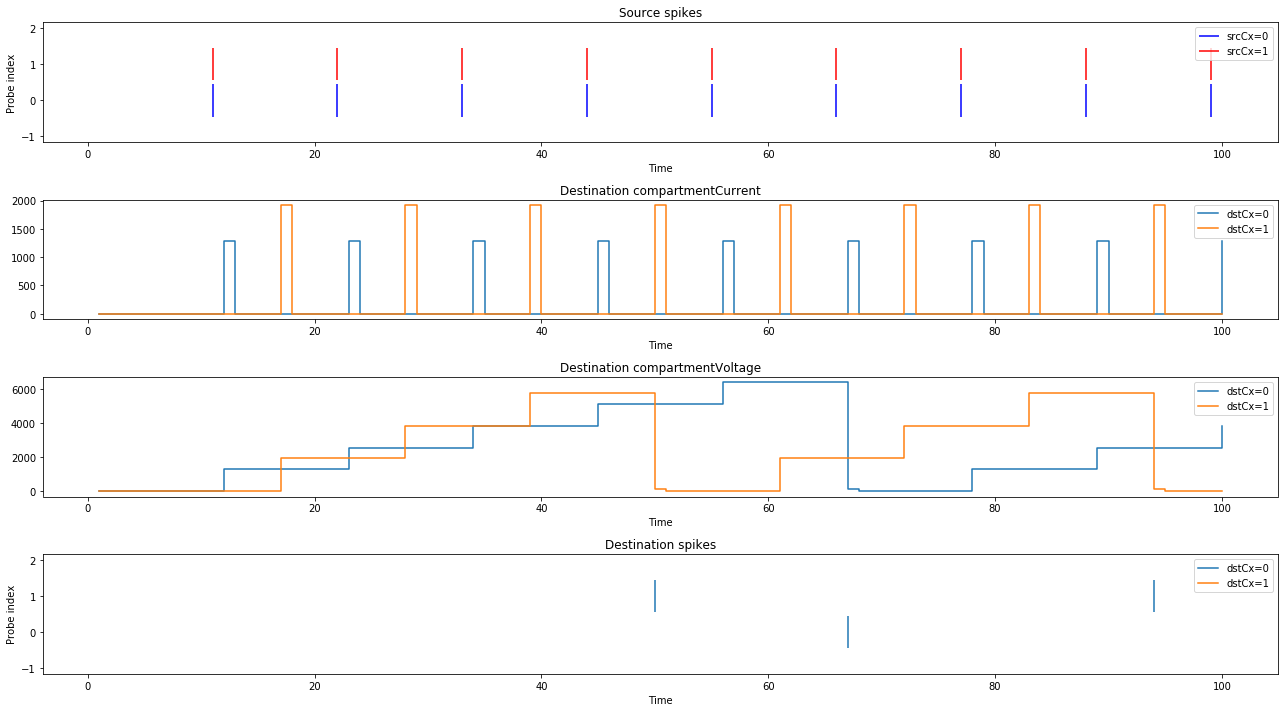 Source spikes
Probe index
2
1
0
−1
srcCx=0
srcCx=1
0 20 40 60 80 100
Time
Destination compartmentCurrent
2000
1500
1000
500
0
dstCx=0
dstCx=1
0 20 40 60 80 100
Time
Destination compartmentVoltage
6000
4000
2000
0
dstCx=0
dstCx=1
0 20 40 60 80 100
Time
Destination spikes
Probe index
2
1
0
−1
dstCx=0
dstCx=1
0 20 40 60 80 100
Time